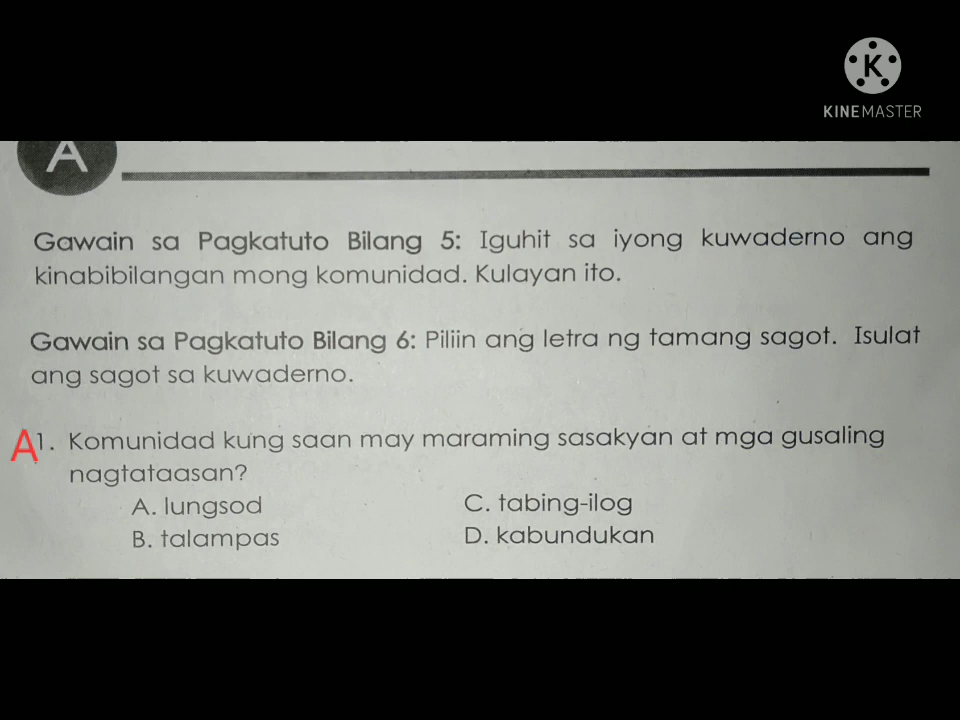 K
KINEMASTER
A
Gawain sa Pagkatuto Bilang 5: Iguhit sa iyong kuwaderno ang
kinabibilangan mong komunidad. Kulayan ito.
Gawain sa Pagkatuto Bilang 6: Piliin ang letra ng tamang sagot. Isulat
ang sagot sa kuwaderno.
A 1. Komunidad kung saan may maraming sasakyan at mga gusaling
nagtataasan?
A. lungsod C. tabing-ilog
B. talampas D. kabundukan